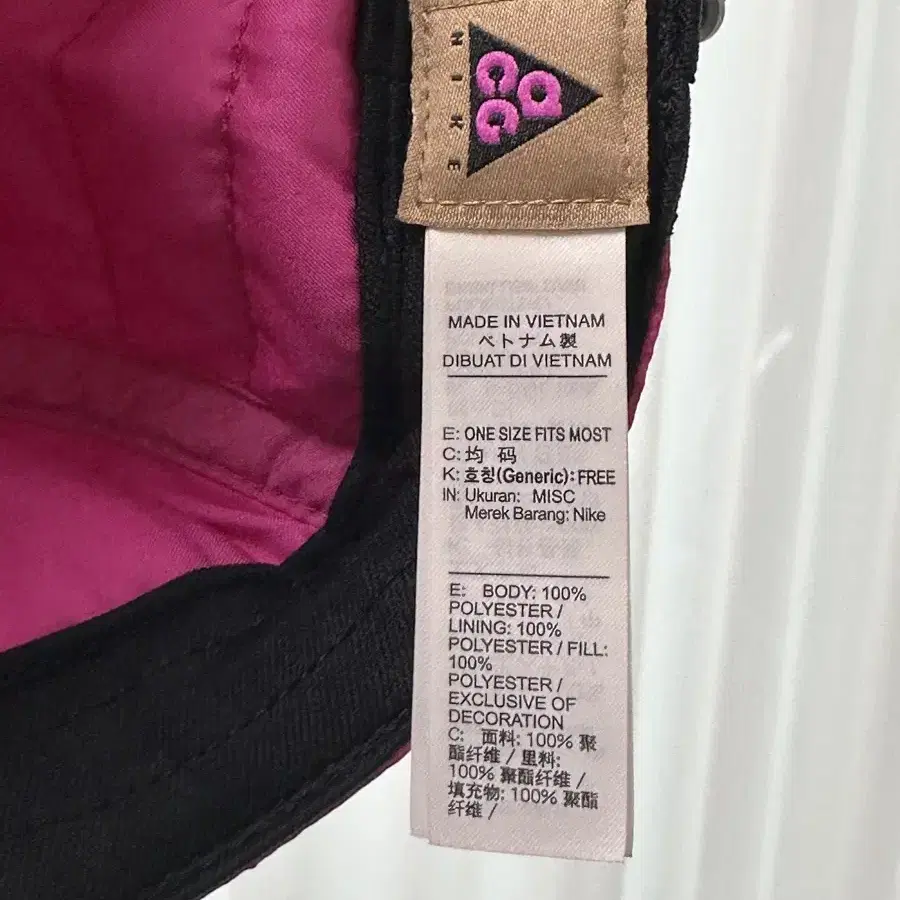 NIKE
aCG
MADE IN VIETNAM
ベトナム製
DIBUAT DI VIETNAM
E: ONE SIZE FITS MOST
C: 均 码
K: 호칭(Generic): FREE
IN: Ukuran: MISC
Merek Barang: Nike
E: BODY: 100%
POLYESTER /
LINING: 100%
POLYESTER / FILL:
100%
POLYESTER /
EXCLUSIVE OF
DECORATION
C: 面料: 100% 聚
酯纤维 / 里料:
100% 聚酯纤维 /
填充物: 100% 聚酯
纤维 /